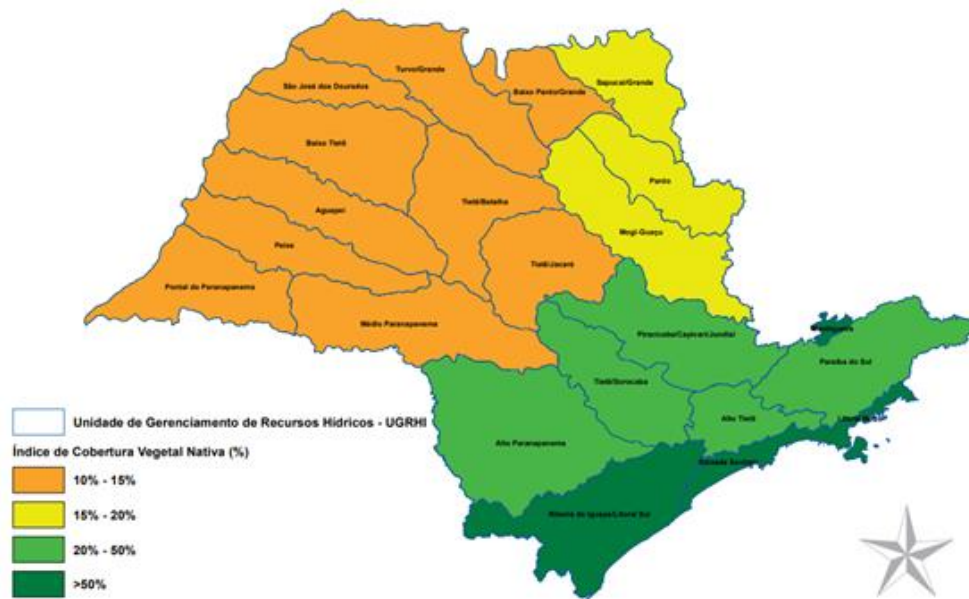 Turvo/Grande
Sapucaí/Grande
São José dos Dourados
Baixo Pardo/Grande
Baixo Tietê
Pardo
Tietê/Batalha
Aguapeí
Mogi-Guaçu
Peixe
Tietê/Jacaré
Pontal do Paranapanema
Médio Paranapanema
Mantiqueira
Piracicaba/Capivari/Jundiaí
Paraíba do Sul
Tietê/Sorocaba
Alto Tietê
Alto Paranapanema
Baixada Santista
Ribeira de Iguape/Litoral Sul
Unidade de Gerenciamento de Recursos Hídricos - UGRHI
Índice de Cobertura Vegetal Nativa (%)
10% - 15%
15% - 20%
20% - 50%
>50%